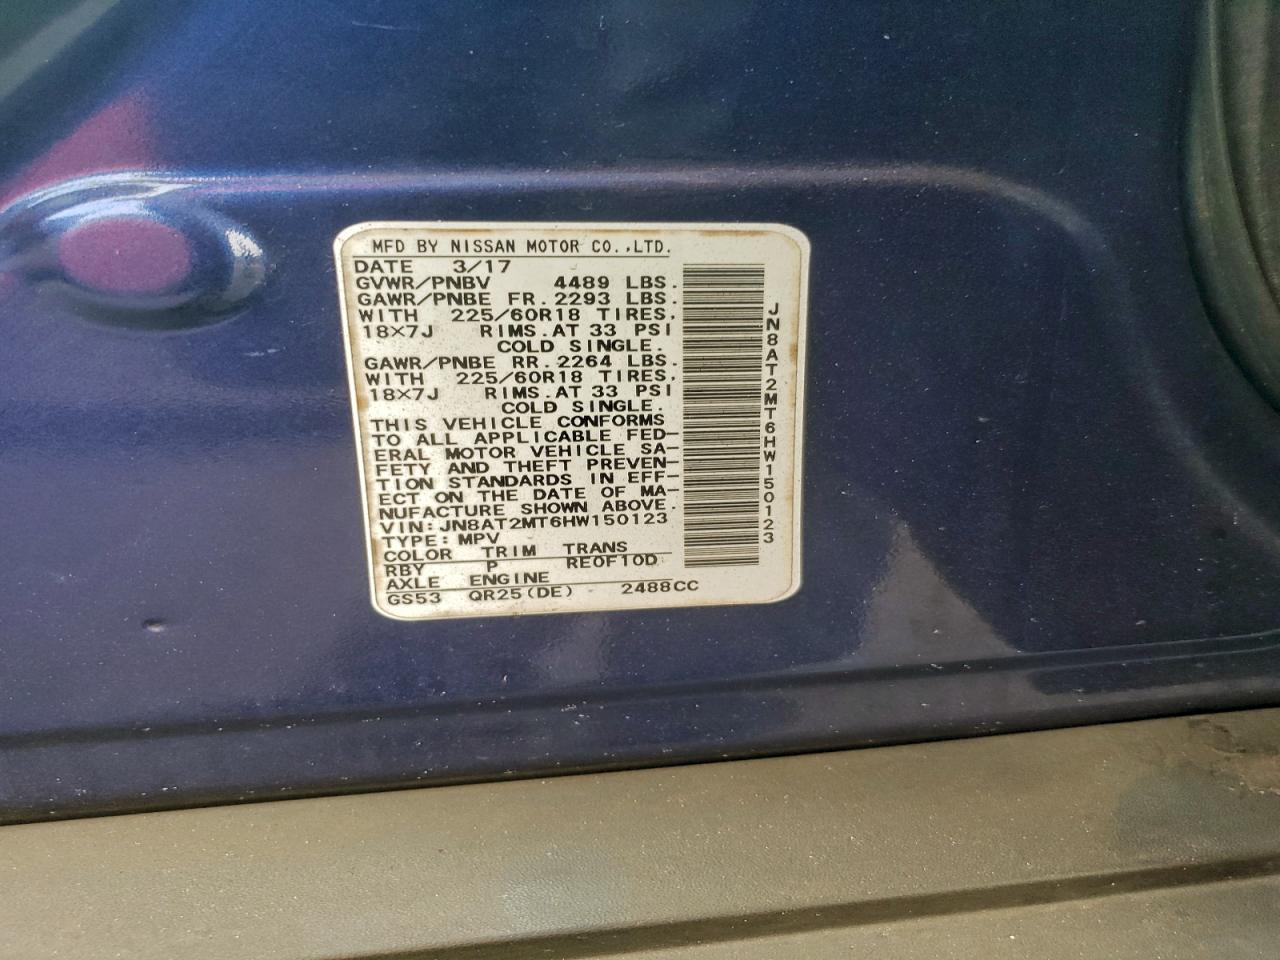 MFD BY NISSAN MOTOR CO.,LTD.
DATE 3/17
GVWR/PNBV 4489 LBS.
GAWR/PNBE FR. 2293 LBS.
WITH 225/60R18 TIRES,
18×7J RIMS.AT 33 PSI
COLD SINGLE.
GAWR/PNBE RR. 2264 LBS.
WITH 225/60R18 TIRES,
18×7J RIMS.AT 33 PSI
COLD SINGLE.
THIS VEHICLE CONFORMS
TO ALL APPLICABLE FED-
ERAL MOTOR VEHICLE SA-
FETY AND THEFT PREVEN-
TION STANDARDS IN EFF-
ECT ON THE DATE OF MA-
NUFACTURE SHOWN ABOVE.
VIN:JN8AT2MT6HW150123
TYPE:MPV
COLOR TRIM TRANS
RBY P RE0F10D
AXLE ENGINE
GS53 QR25(DE) 2488CC
JN8AT2MT6HW150123